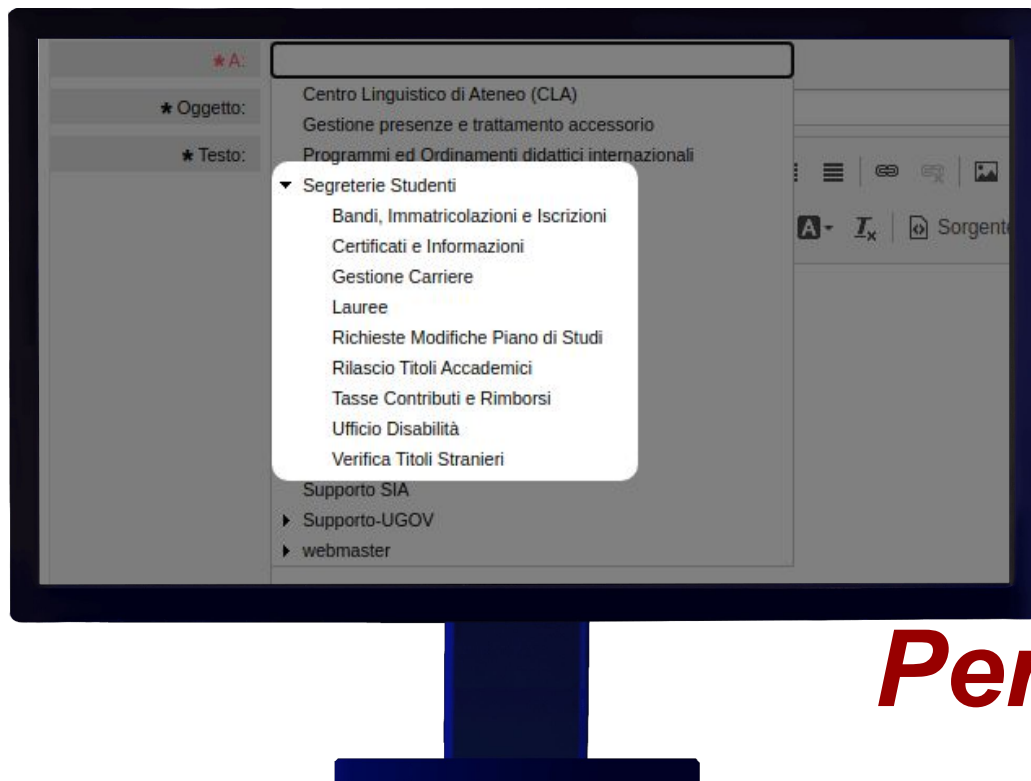 * A:
Centro Linguistico di Ateneo (CLA)
* Oggetto:
Gestione presenze e trattamento accessorio
* Testo:
Programmi ed Ordinamenti didattici internazionali
Segreterie Studenti
Bandi, Immatricolazioni e Iscrizioni
A Tx Sorgente
Certificati e Informazioni
Gestione Carriere
Lauree
Richieste Modifiche Piano di Studi
Rilascio Titoli Accademici
Tasse Contributi e Rimborsi
Ufficio Disabilità
Verifica Titoli Stranieri
Supporto SIA
Supporto-UGOV
webmaster
Per